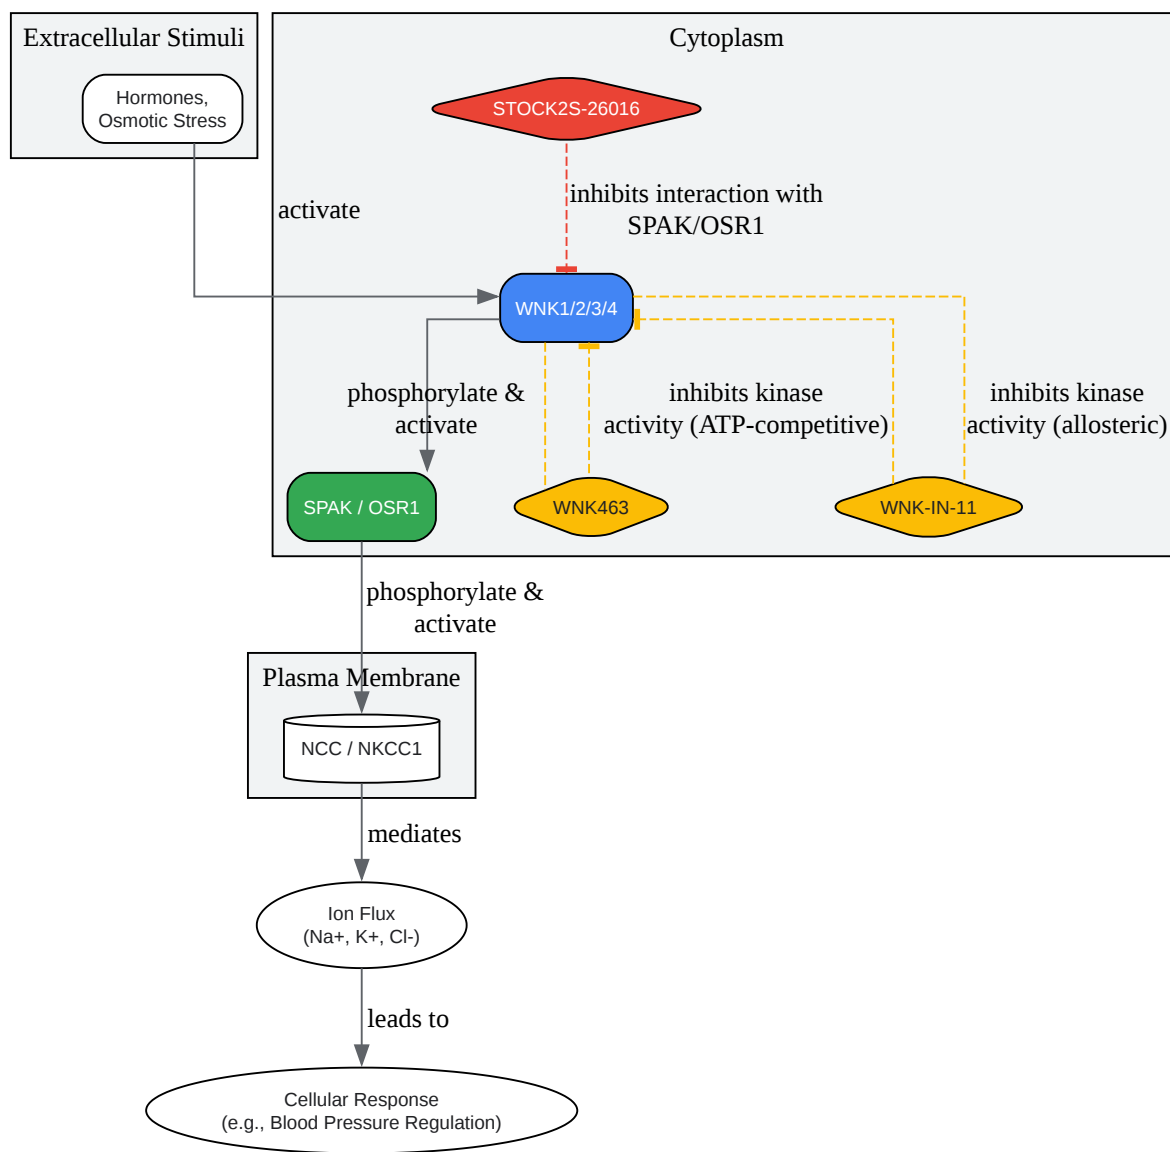 Extracellular Stimuli
Cytoplasm
Hormones,
Osmotic Stress
STOCK2S-26016
activate
inhibits interaction with
SPAK/OSR1
WNK1/2/3/4
phosphorylate &
activate
inhibits kinase
activity (ATP-competitive)
inhibits kinase
activity (allosteric)
SPAK / OSR1
WNK463
WNK-IN-11
phosphorylate &
activate
Plasma Membrane
NCC / NKCC1
mediates
Ion Flux
(Na+, K+, Cl-)
leads to
Cellular Response
(e.g., Blood Pressure Regulation)